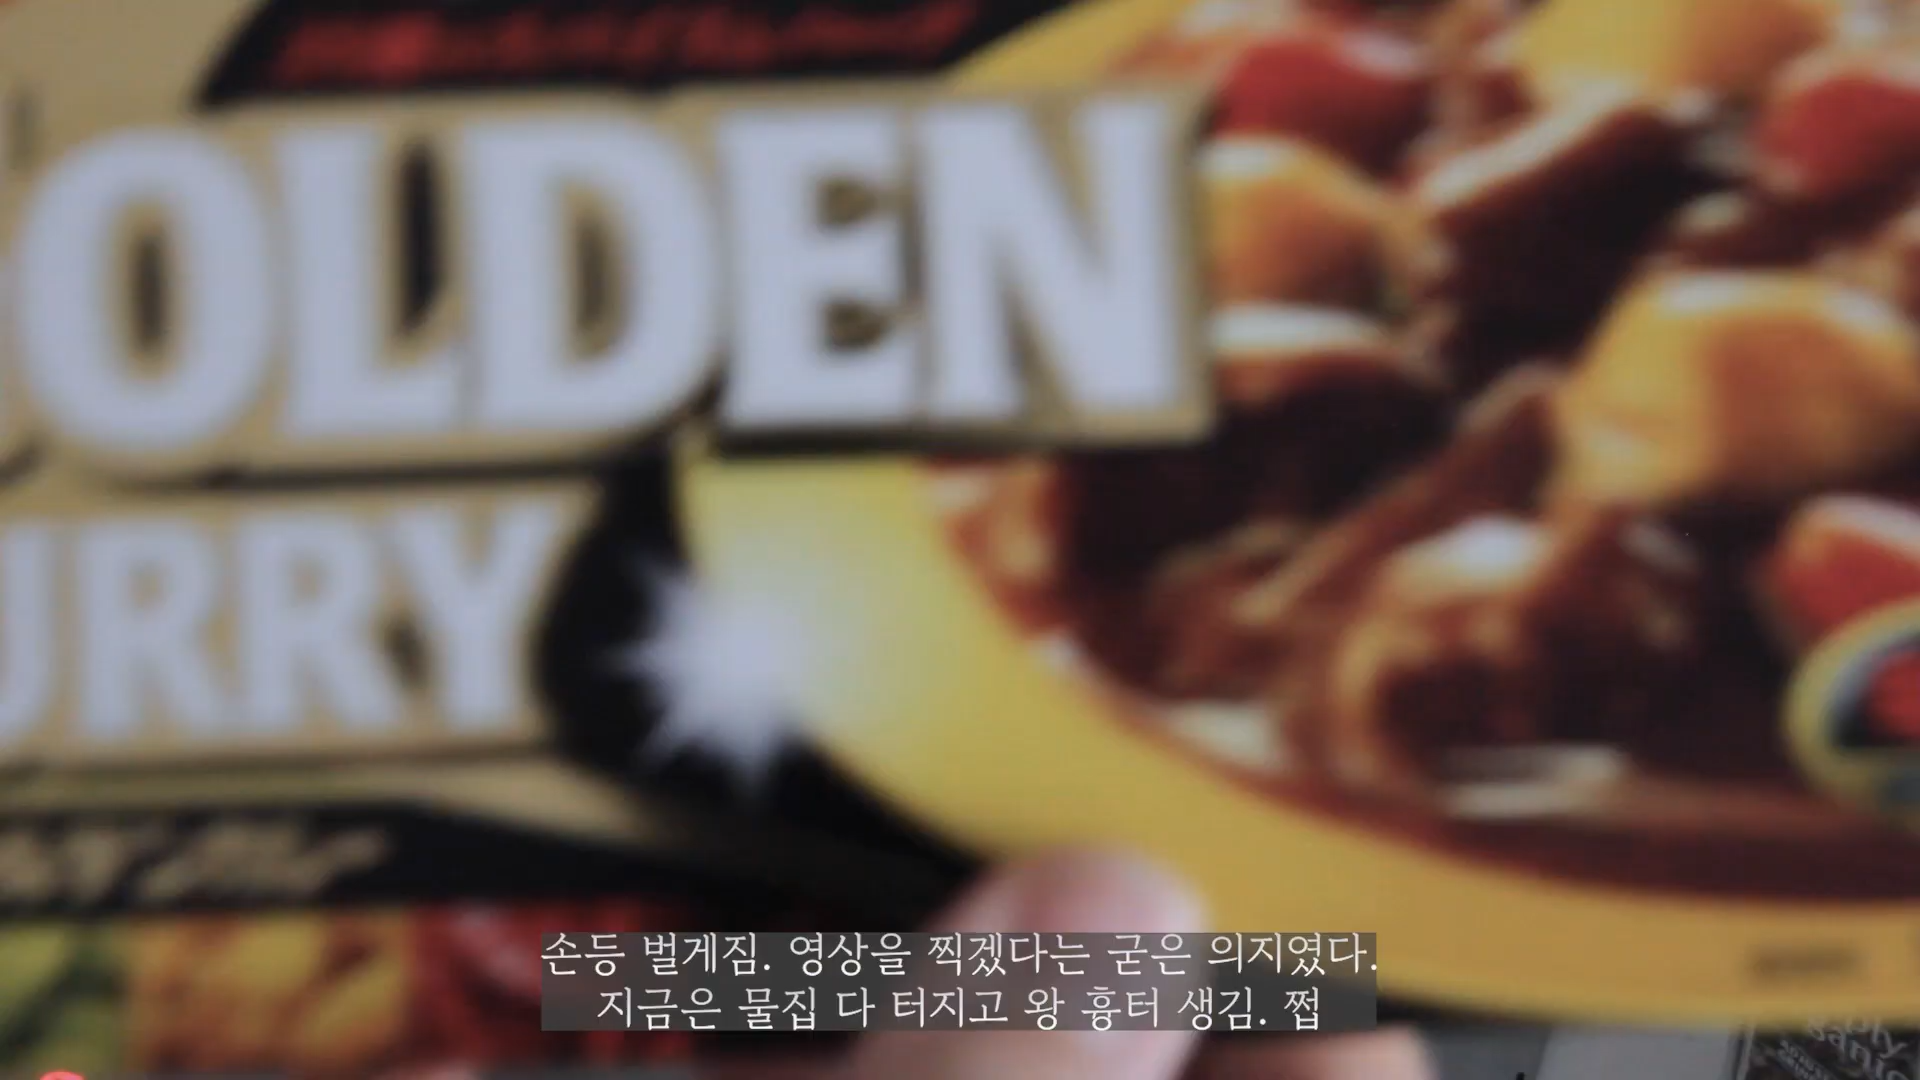 OLDEN
URRY
손등 벌게짐. 영상을 찍겠다는 굳은 의지였다.
지금은 물집 다 터지고 왕 흉터 생김. 쩝